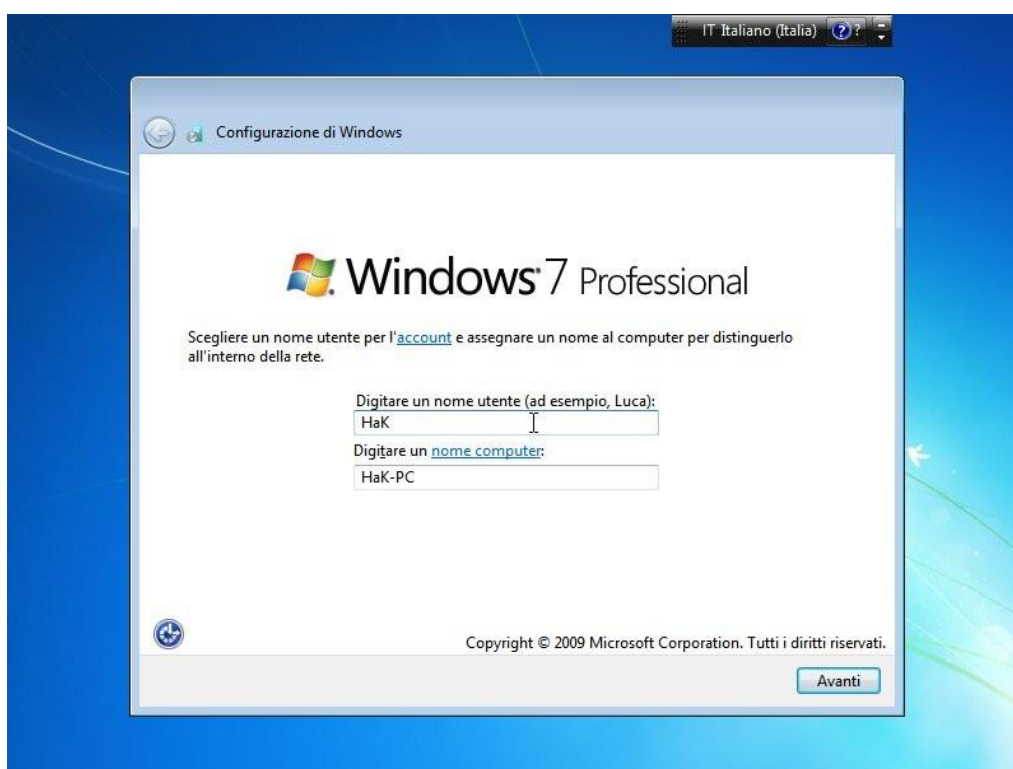 IT Italiano (Italia) ? ?
Configurazione di Windows
Windows 7 Professional
Scegliere un nome utente per l'account e assegnare un nome al computer per distinguerlo
all'interno della rete.
Digitare un nome utente (ad esempio, Luca):
HaK
Digitare un nome computer:
HaK-PC
Copyright © 2009 Microsoft Corporation. Tutti i diritti riservati.
Avanti